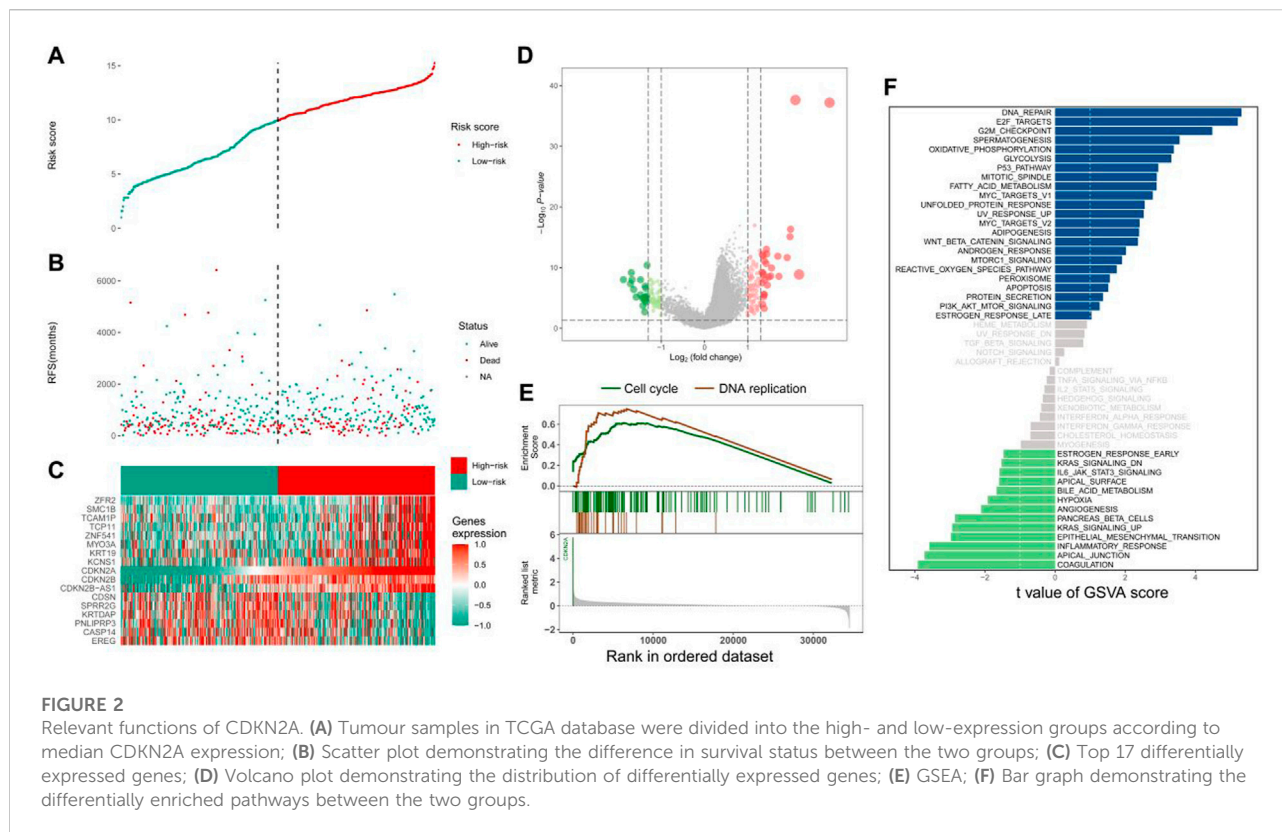 A
15
10
5
0
Risk score
Risk score
High-risk
Low-risk
B
6000
4000
2000
0
RFS(months)
Status
Alive
Dead
NA
C
High-risk
Low-risk
ZFR2
SMC1B
TCAM1P
TCP11
ZNF541
MYO3A
KRT19
KCNS1
CDKN2A
CDKN2B
CDKN2B-AS1
CDSN
SPRR2G
KRTDAP
PNLIPRP3
CASP14
EREG
Genes
expression
1.0
0.5
0.0
-0.5
-1.0
D
40
30
20
10
0
-Log10 P-value
-1
0
1
Log2 (fold change)
E
Cell cycle
DNA replication
Enrichment
Score
0.6
0.4
0.2
0.0
CDKN2A
Ranked list
metric
6
4
2
0
-2
0
10000
20000
30000
Rank in ordered dataset
F
DNA_REPAIR
E2F_TARGETS
G2M_CHECKPOINT
SPERMATOGENESIS
OXIDATIVE_PHOSPHORYLATION
GLYCOLYSIS
P53_PATHWAY
MITOTIC_SPINDLE
FATTY_ACID_METABOLISM
MYC_TARGETS_V1
UNFOLDED_PROTEIN_RESPONSE
UV_RESPONSE_UP
MYC_TARGETS_V2
ADIPOGENESIS
WNT_BETA_CATENIN_SIGNALING
ANDROGEN_RESPONSE
MTORC1_SIGNALING
REACTIVE_OXYGEN_SPECIES_PATHWAY
PEROXISOME
APOPTOSIS
PROTEIN_SECRETION
PI3K_AKT_MTOR_SIGNALING
ESTROGEN_RESPONSE_LATE
HEME_METABOLISM
UV_RESPONSE_DN
TGF_BETA_SIGNALING
NOTCH_SIGNALING
ALLOGRAFT_REJECTION
COMPLEMENT
TNFA_SIGNALING_VIA_NFKB
IL2_STAT5_SIGNALING
HEDGEHOG_SIGNALING
XENOBIOTIC_METABOLISM
INTERFERON_ALPHA_RESPONSE
INTERFERON_GAMMA_RESPONSE
CHOLESTEROL_HOMEOSTASIS
MYOGENESIS
ESTROGEN_RESPONSE_EARLY
KRAS_SIGNALING_DN
IL6_JAK_STAT3_SIGNALING
APICAL_SURFACE
BILE_ACID_METABOLISM
HYPOXIA
ANGIOGENESIS
PANCREAS_BETA_CELLS
KRAS_SIGNALING_UP
EPITHELIAL_MESENCHYMAL_TRANSITION
INFLAMMATORY_RESPONSE
APICAL_JUNCTION
COAGULATION
-4
-2
0
2
4
t value of GSVA score
FIGURE 2
Relevant functions of CDKN2A. (A) Tumour samples in TCGA database were divided into the high- and low-expression groups according to
median CDKN2A expression; (B) Scatter plot demonstrating the difference in survival status between the two groups; (C) Top 17 differentially
expressed genes; (D) Volcano plot demonstrating the distribution of differentially expressed genes; (E) GSEA; (F) Bar graph demonstrating the
differentially enriched pathways between the two groups.